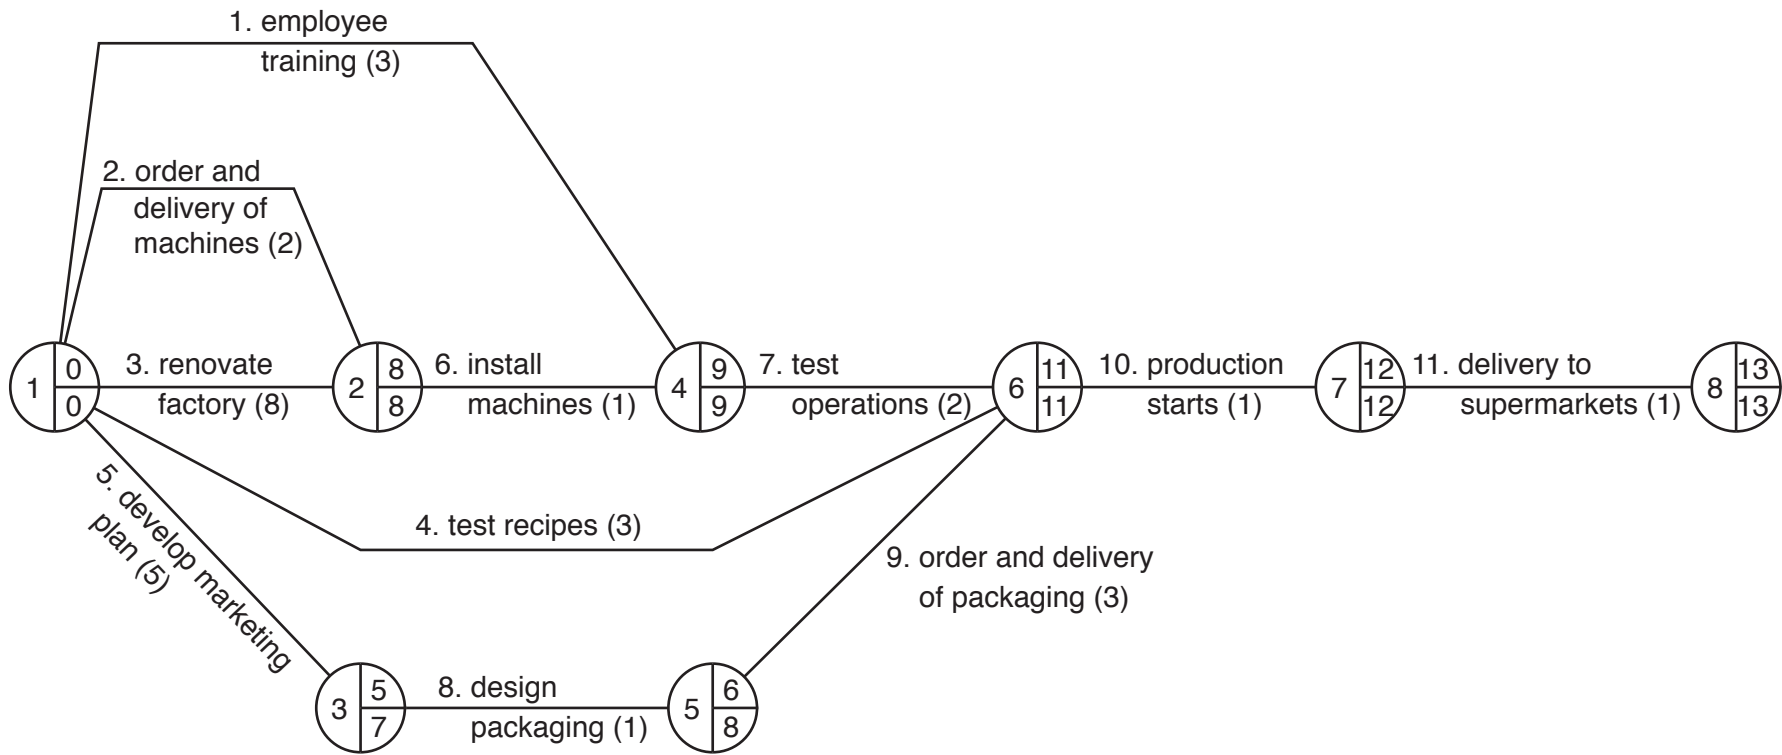 1. employee
training (3)
2. order and
delivery of
machines (2)
1
0
0
3. renovate
factory (8)
2
8
8
6. install
machines (1)
4
9
9
7. test
operations (2)
6
11
11
10. production
starts (1)
7
12
12
11. delivery to
supermarkets (1)
8
13
13
5. develop marketing
plan (5)
4. test recipes (3)
9. order and delivery
of packaging (3)
3
5
7
8. design
packaging (1)
5
6
8